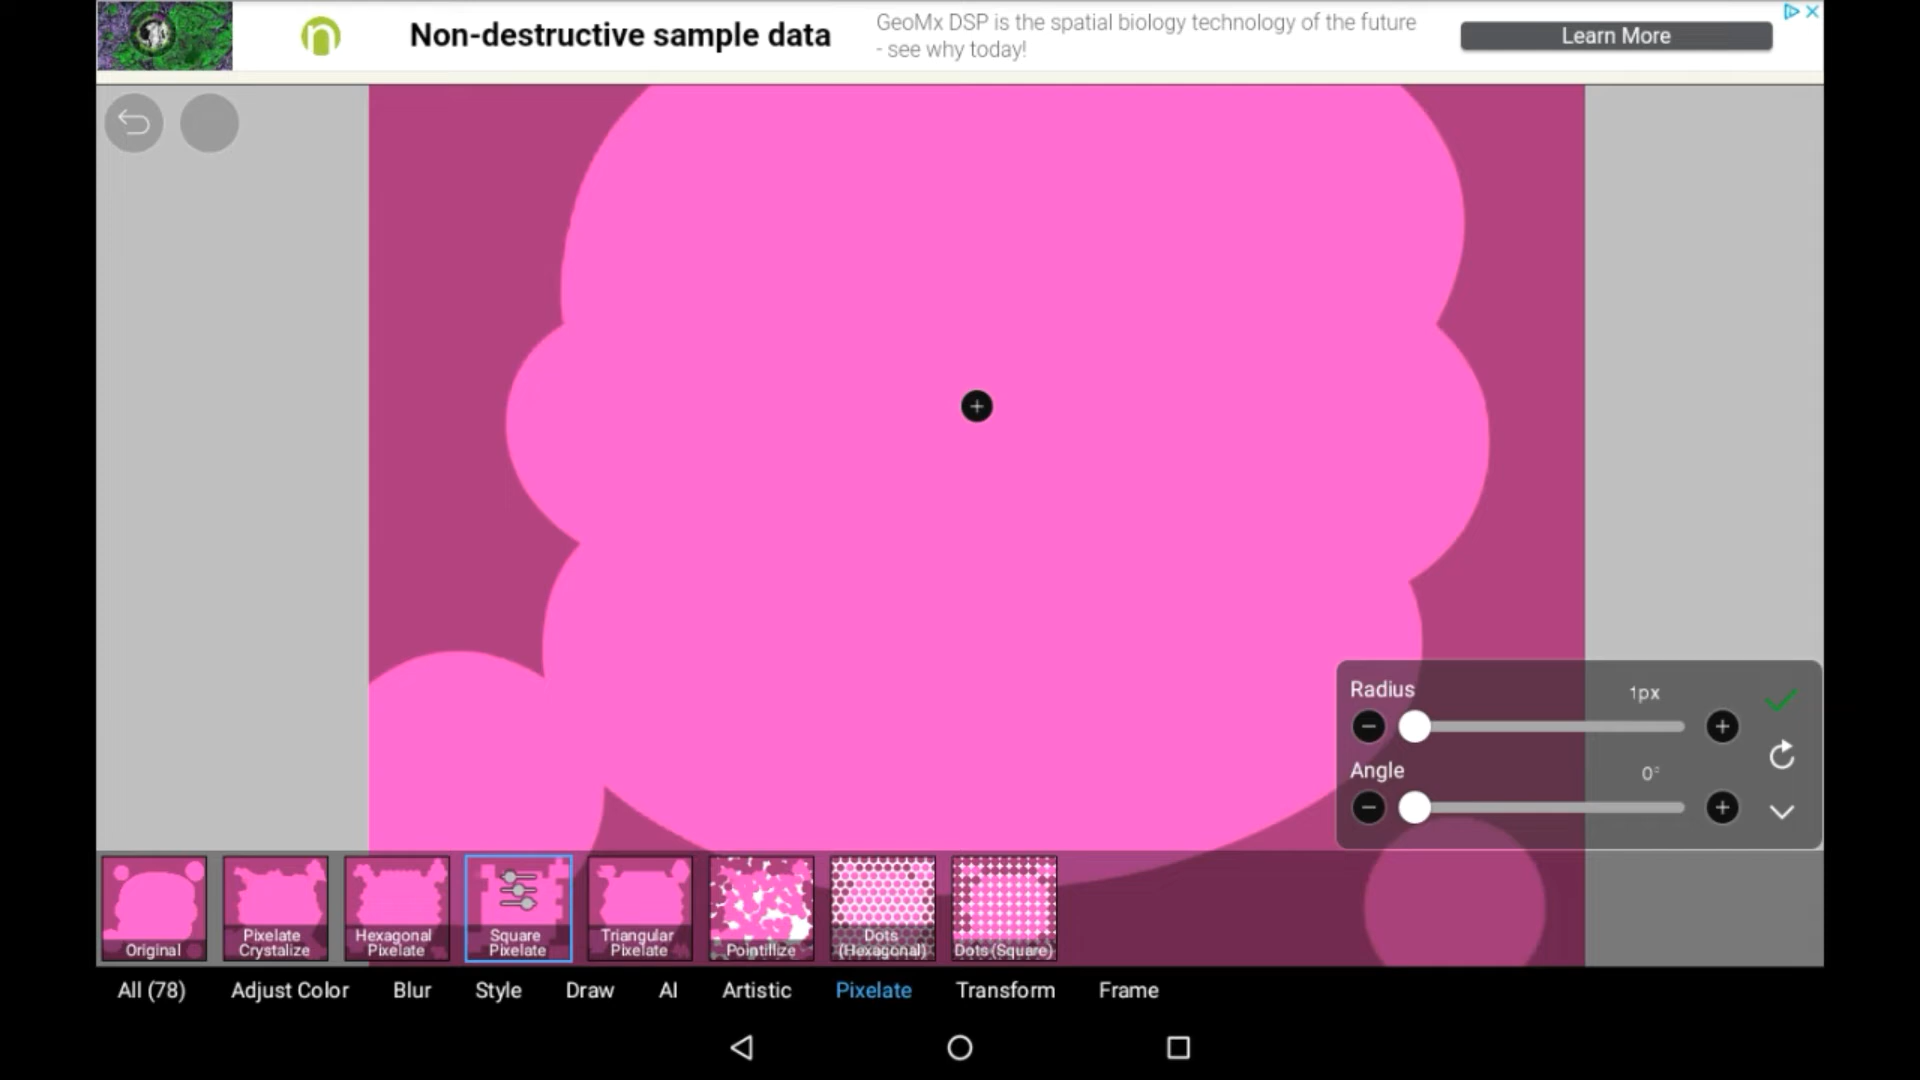 Non-destructive sample data
GeoMx DSP is the spatial biology technology of the future
- see why today!
Learn More
Radius
1px
Angle
0°
Original
Pixelate
Crystalize
Hexagonal
Pixelate
Square
Pixelate
Triangular
Pixelate
Pointillize
Dots
(Hexagonal)
Dots (Square)
All (78)
Adjust Color
Blur
Style
Draw
AI
Artistic
Pixelate
Transform
Frame